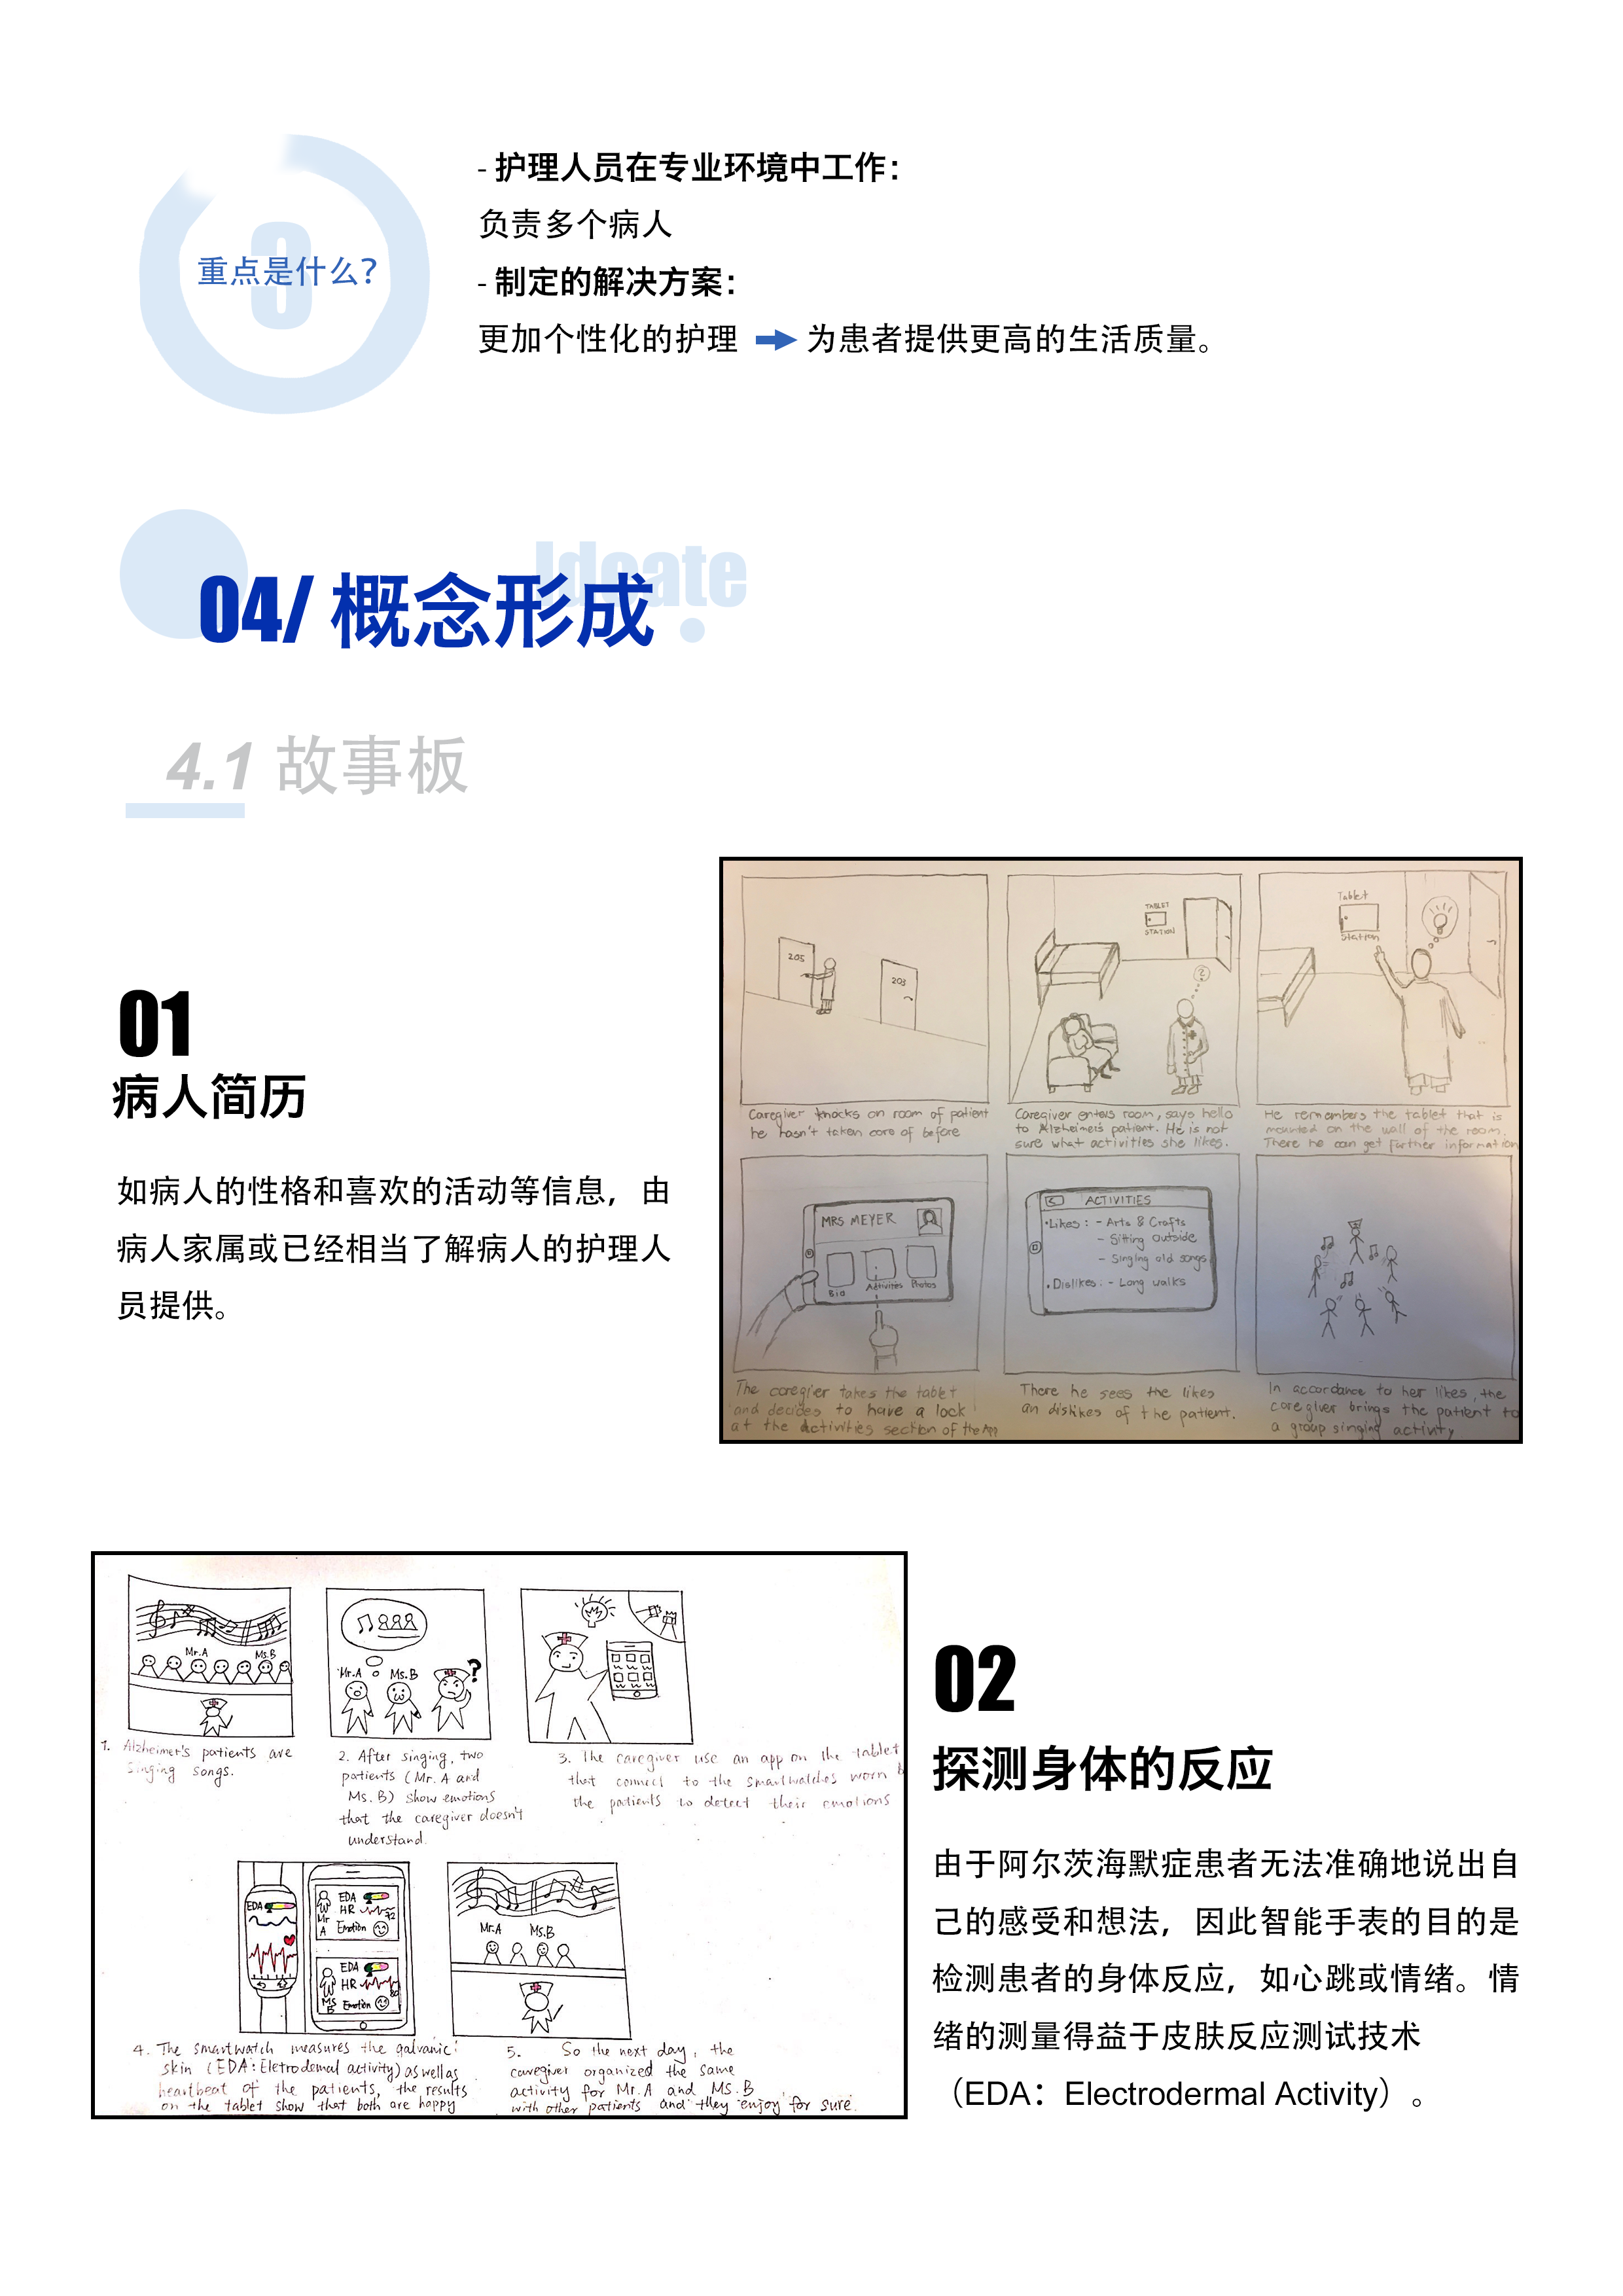 3
重点是什么？
- 护理人员在专业环境中工作：
负责多个病人
- 制定的解决方案：
更加个性化的护理 为患者提供更高的生活质量。
Ideate
04/ 概念形成
4.1 故事板
01
病人简历
如病人的性格和喜欢的活动等信息，由
病人家属或已经相当了解病人的护理人
员提供。
205
203
Caregiver knocks on room of patient
he hasn't taken care of before
TABLET
STATION
?
Caregiver enters room, says hello
to Alzheimers patient. He is not
sure what activities she likes.
Tablet
Station
He remembers the tablet that is
mounted on the wall of the room.
There he can get further information
MRS MEYER
Bio Activities Photos
The caregier takes the tablet
and decides to have a lock
at the activities section of the App
ACTIVITIES
•Likes : - Arts & Crafts
- Sitting outside
- Singing old songs
•Dislikes : - Long walks
There he sees the likes
an dislikes of the patient.
In accordance to her likes, the
caregiver brings the patient to
a group singing activity
Mr.A Ms.B
1. Alzheimer's patients are
singing songs.
Mr.A Ms.B ?
2. After singing, two
patients (Mr. A and
Ms. B) show emotions
that the caregiver doesn't
understand.
3. The caregiver use an app on the tablet
that connect to the smartwatches worn b
the patients to detect their emotions
EDA
EDA
HR 72
Mr A
Emotion
EDA
HR 80
MS B
Emotion
4. The smartwatch measures the galvanic
skin (EDA: Eletrodemal activity) as well as
heartbeat of the patients, the results
on the tablet show that both are happy
Mr.A Ms.B
5. So the next day, the
caregiver organized the same
activity for Mr.A and Ms.B
with other patients and they enjoy for sure.
02
探测身体的反应
由于阿尔茨海默症患者无法准确地说出自
己的感受和想法，因此智能手表的目的是
检测患者的身体反应，如心跳或情绪。情
绪的测量得益于皮肤反应测试技术
（EDA：Electrodermal Activity）。